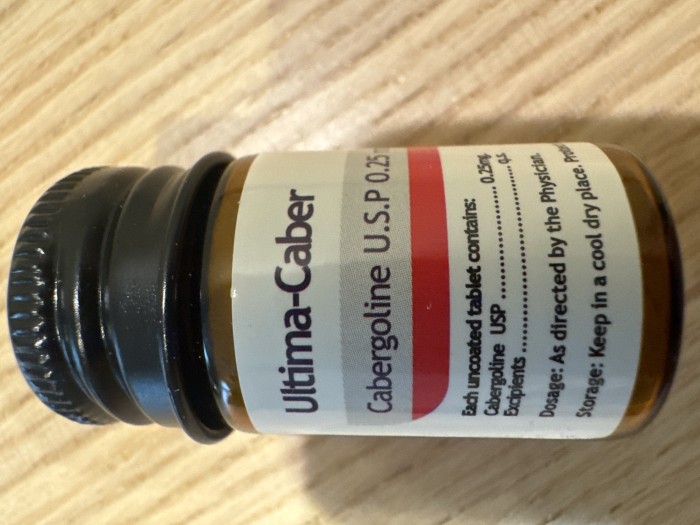 Ultima-Caber
Cabergoline U.S.P 0.25
Each uncoated tablet contains:
Cabergoline USP .................... 0.25mg.
Excipients .............................. q.s.
Dosage: As directed by the Physician.
Storage: Keep in a cool dry place.